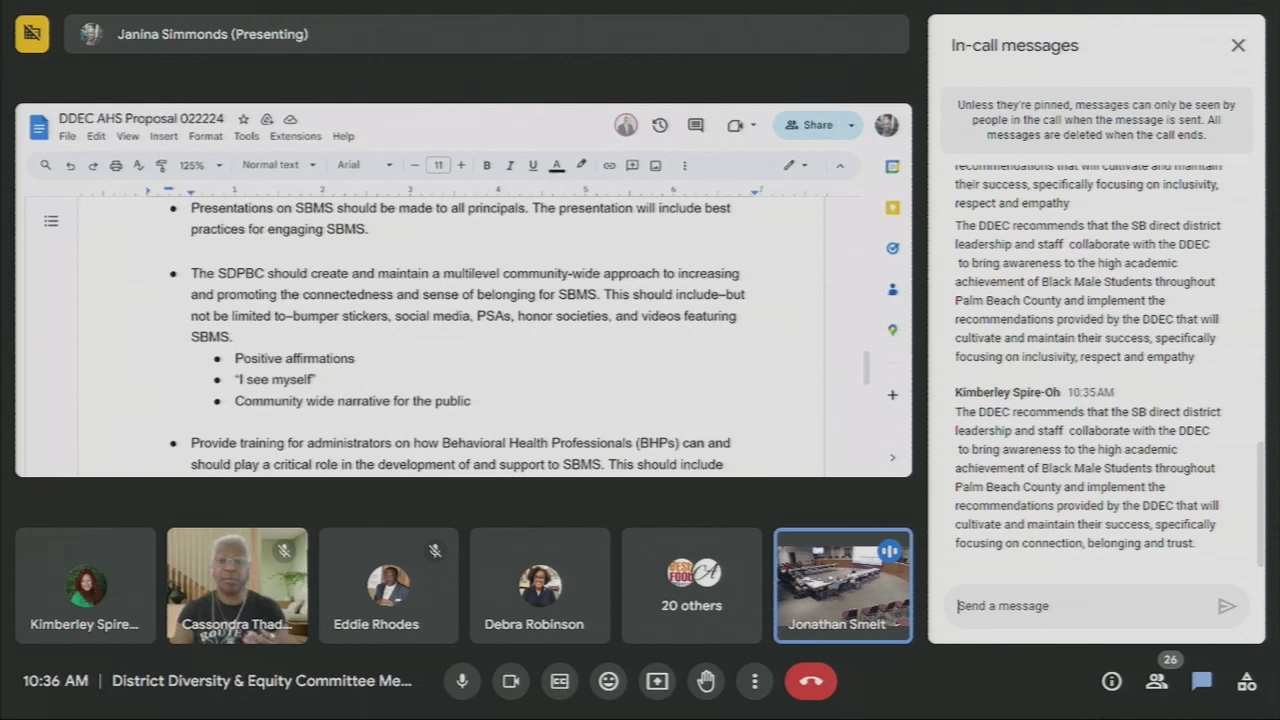 Janina Simmonds (Presenting)
DDEC AHS Proposal 022224
File Edit View Insert Format Tools Extensions Help
Share
125% Normal text Arial 11 B I U A
1 2 3 4 5 6 7
Presentations on SBMS should be made to all principals. The presentation will include best
practices for engaging SBMS.
The SDPBC should create and maintain a multilevel community-wide approach to increasing
and promoting the connectedness and sense of belonging for SBMS. This should include–but
not be limited to–bumper stickers, social media, PSAs, honor societies, and videos featuring
SBMS.
Positive affirmations
“I see myself”
Community wide narrative for the public
Provide training for administrators on how Behavioral Health Professionals (BHPs) can and
should play a critical role in the development of and support to SBMS. This should include
Kimberley Spire...
Cassondra Thad...
ROUTE
Eddie Rhodes
Debra Robinson
BEST
FOOD
CA
20 others
Jonathan Smelt
10:36 AM | District Diversity & Equity Committee Me...
In-call messages
Unless they're pinned, messages can only be seen by
people in the call when the message is sent. All
messages are deleted when the call ends.
recommendations that will cultivate and maintain
their success, specifically focusing on inclusivity,
respect and empathy
The DDEC recommends that the SB direct district
leadership and staff collaborate with the DDEC
to bring awareness to the high academic
achievement of Black Male Students throughout
Palm Beach County and implement the
recommendations provided by the DDEC that will
cultivate and maintain their success, specifically
focusing on inclusivity, respect and empathy
Kimberley Spire-Oh 10:35 AM
The DDEC recommends that the SB direct district
leadership and staff collaborate with the DDEC
to bring awareness to the high academic
achievement of Black Male Students throughout
Palm Beach County and implement the
recommendations provided by the DDEC that will
cultivate and maintain their success, specifically
focusing on connection, belonging and trust.
Send a message
26